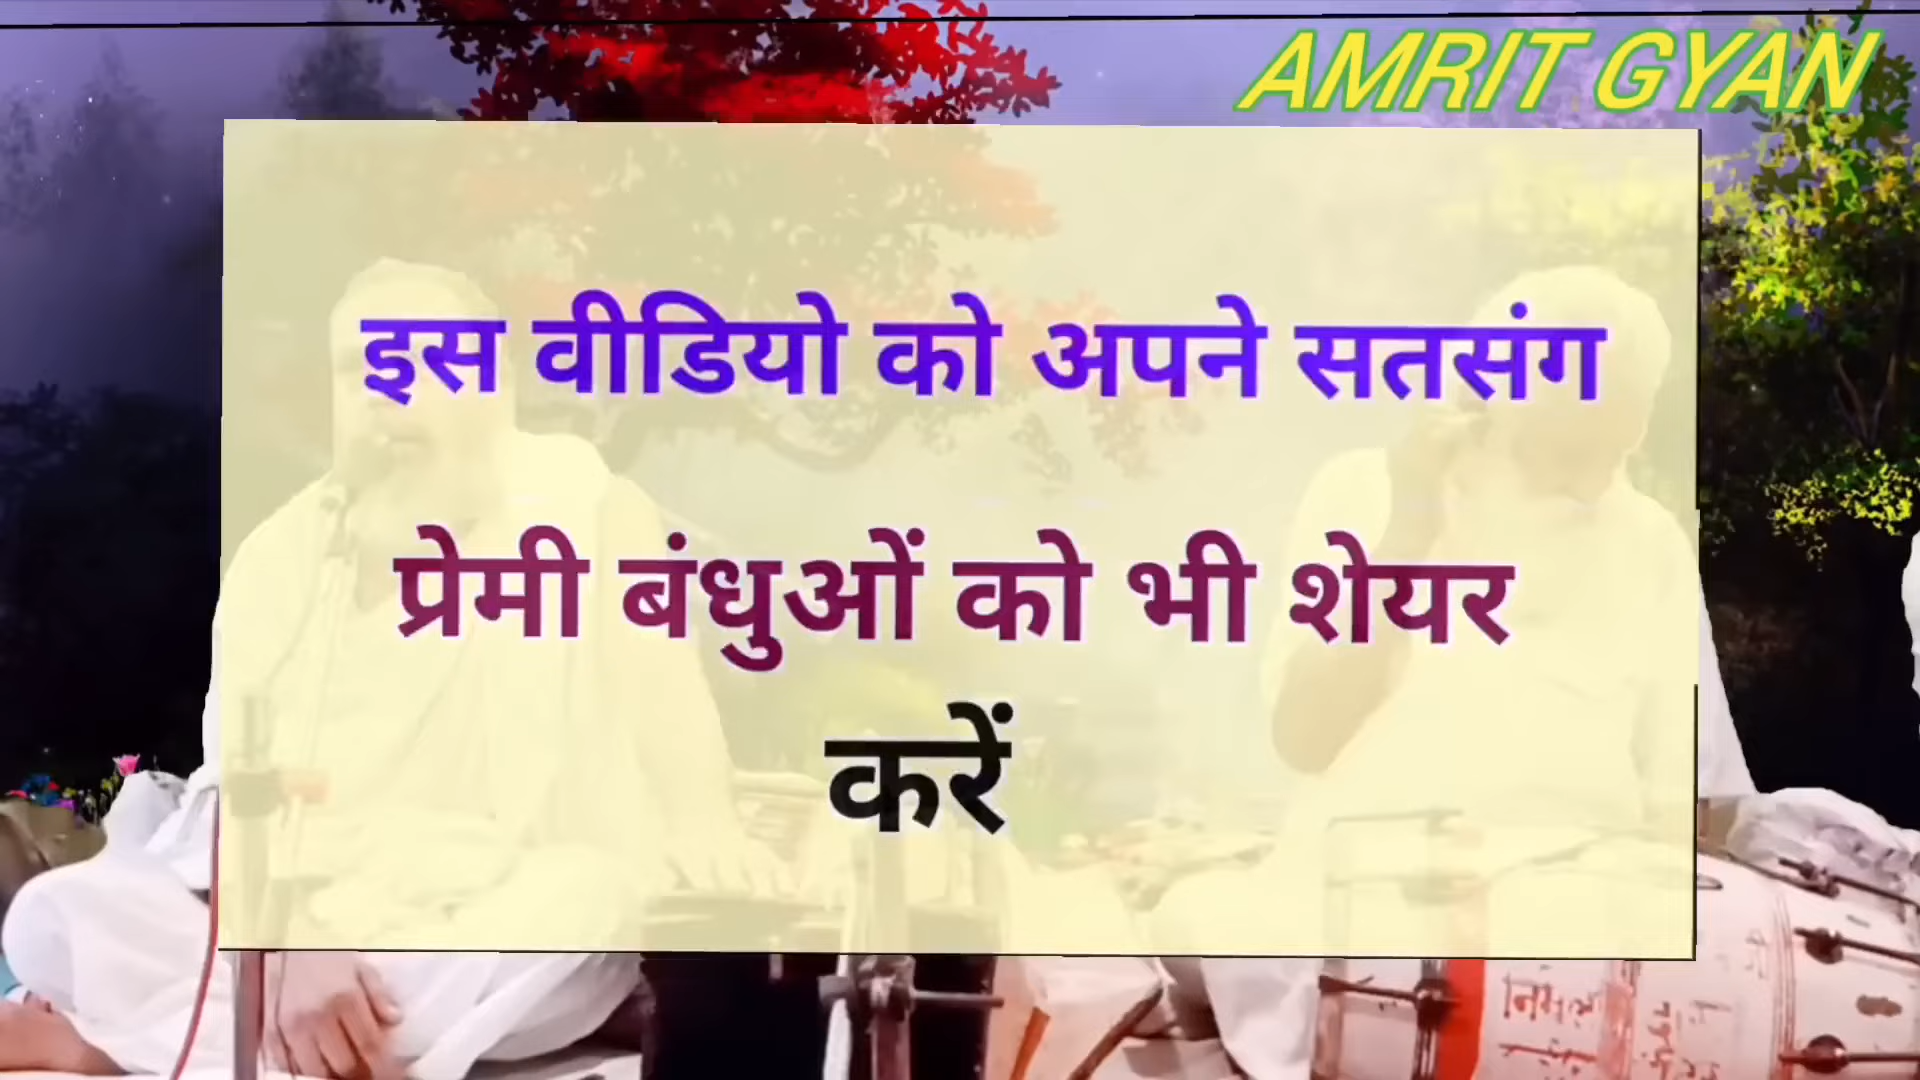 AMRIT GYAN
इस वीडियो को अपने सतसंग
प्रेमी बंधुओं को भी शेयर
करें